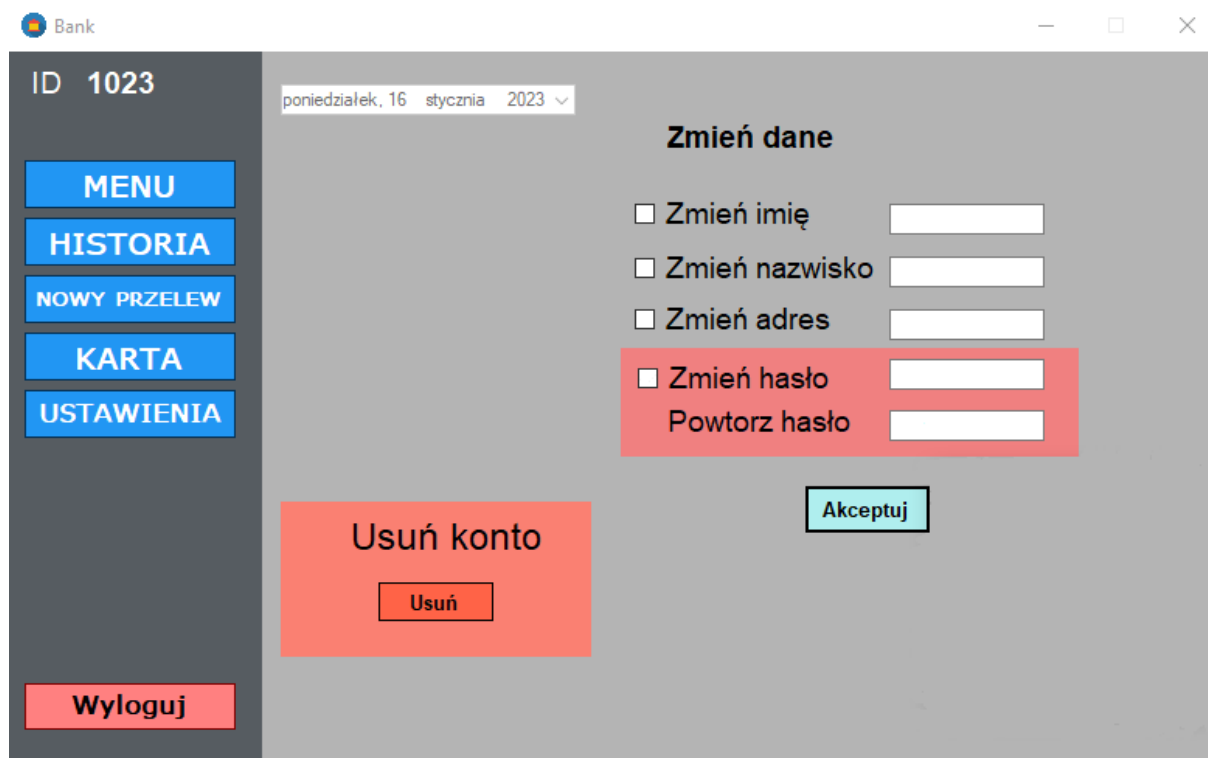 Bank
ID 1023
MENU
HISTORIA
NOWY PRZELEW
KARTA
USTAWIENIA
Wyloguj
poniedziałek, 16 stycznia 2023
Zmień dane
Zmień imię
Zmień nazwisko
Zmień adres
Zmień hasło
Powtorz hasło
Akceptuj
Usuń konto
Usuń